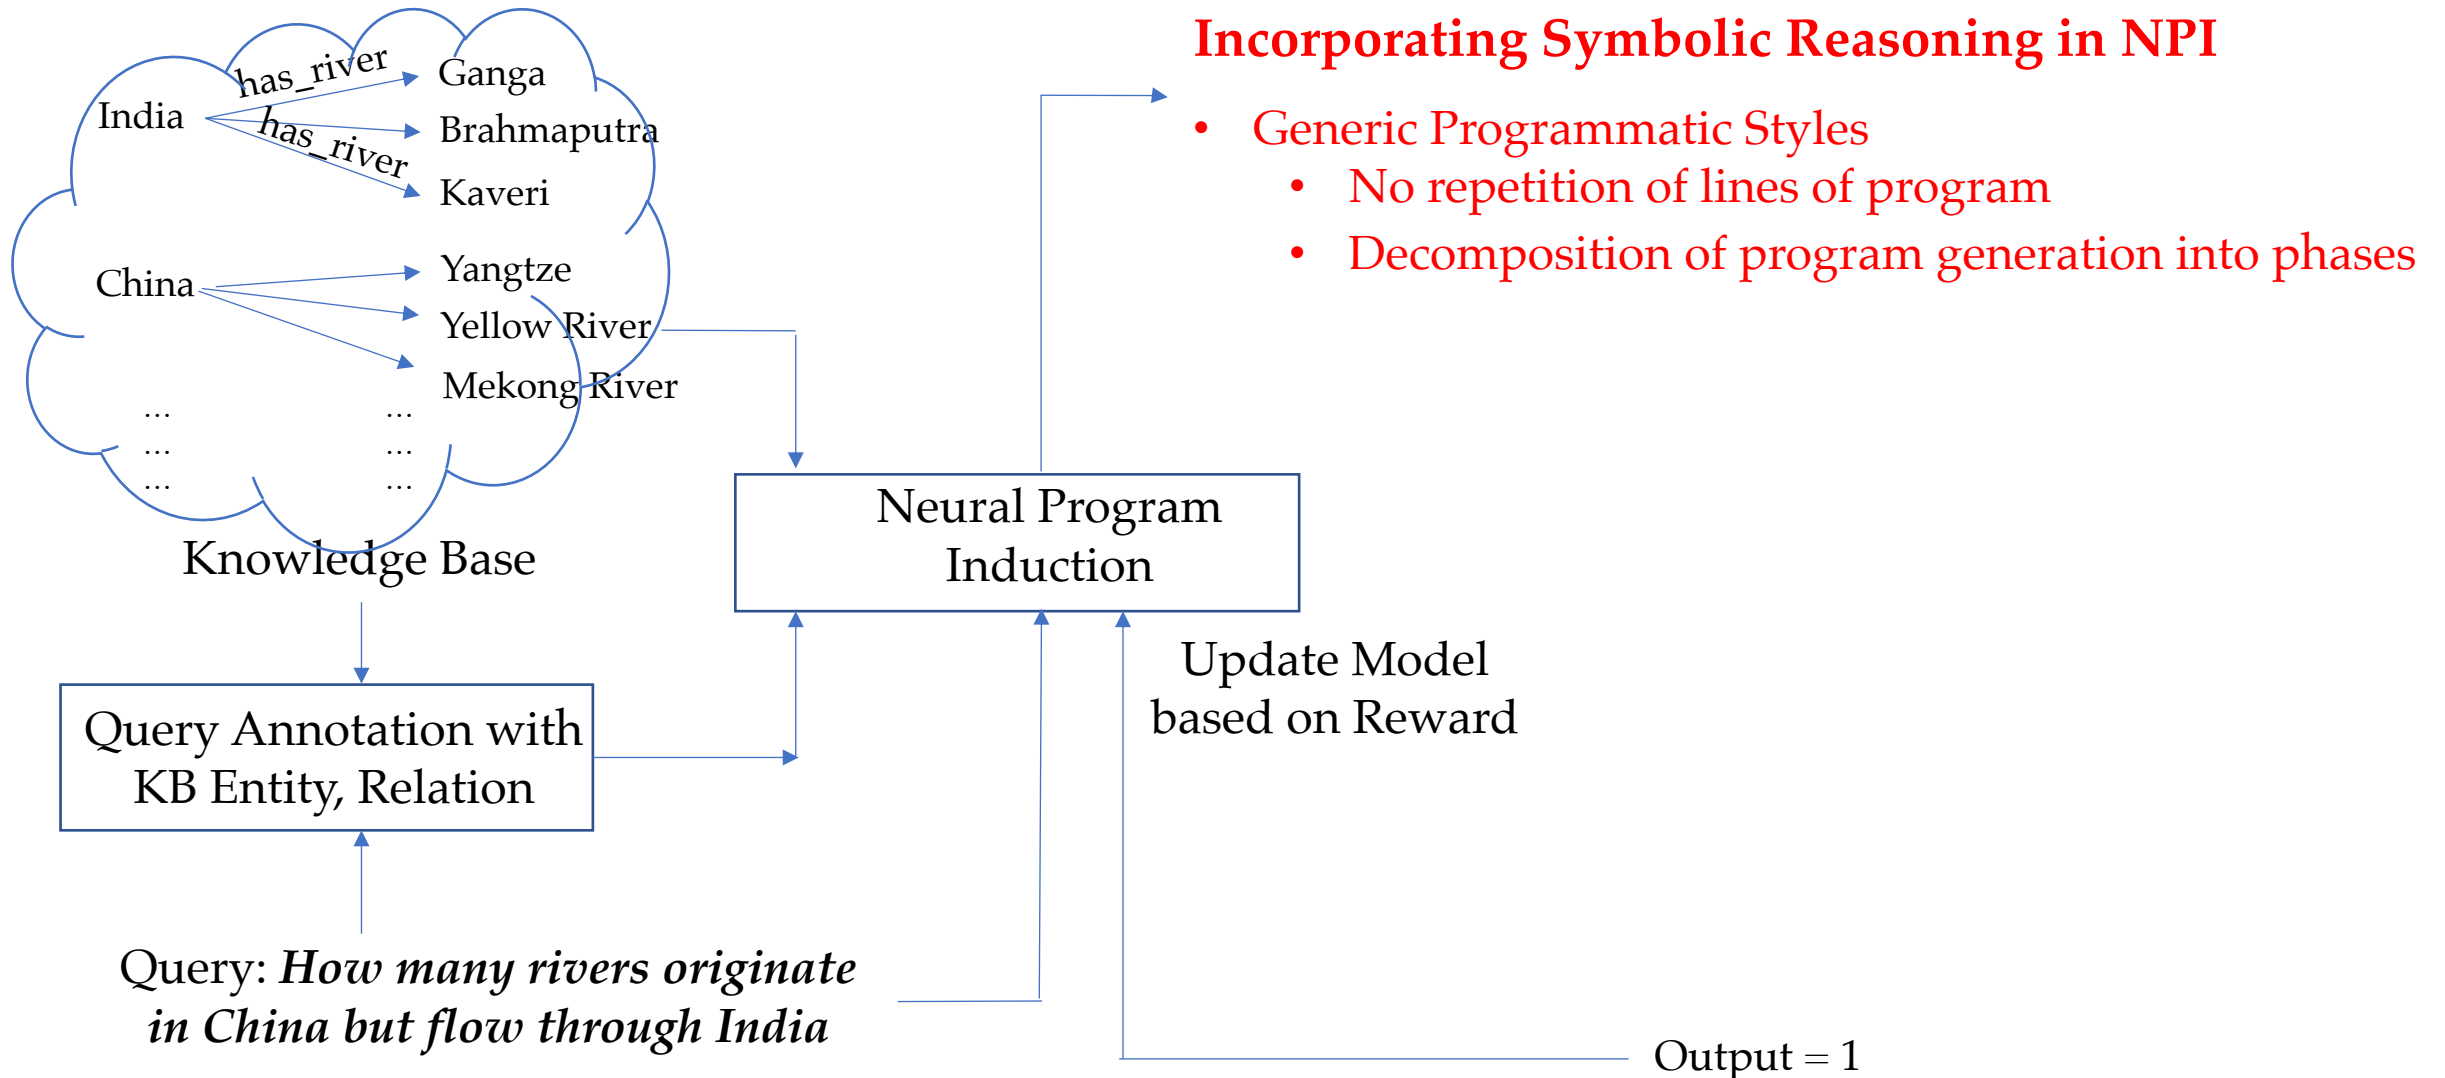 India
has_river
has_river
Ganga
Brahmaputra
Kaveri
China
Yangtze
Yellow River
Mekong River
... ...
... ...
... ...
Knowledge Base
Query Annotation with
KB Entity, Relation
Query: How many rivers originate
in China but flow through India
Neural Program
Induction
Update Model
based on Reward
Output = 1
Incorporating Symbolic Reasoning in NPI
• Generic Programmatic Styles
• No repetition of lines of program
• Decomposition of program generation into phases